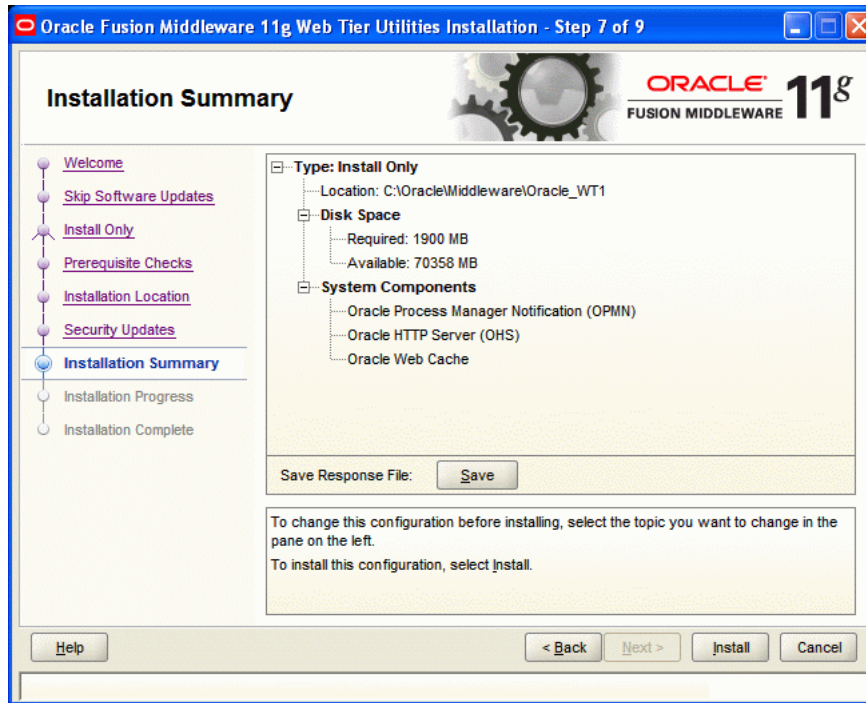 Oracle Fusion Middleware 11g Web Tier Utilities Installation - Step 7 of 9
Installation Summary
ORACLE
FUSION MIDDLEWARE
11g
Welcome
Skip Software Updates
Install Only
Prerequisite Checks
Installation Location
Security Updates
Installation Summary
Installation Progress
Installation Complete
Type: Install Only
Location: C:\Oracle\Middleware\Oracle_WT1
Disk Space
Required: 1900 MB
Available: 70358 MB
System Components
Oracle Process Manager Notification (OPMN)
Oracle HTTP Server (OHS)
Oracle Web Cache
Save Response File:
Save
To change this configuration before installing, select the topic you want to change in the
pane on the left.
To install this configuration, select Install.
Help
< Back
Next >
Install
Cancel